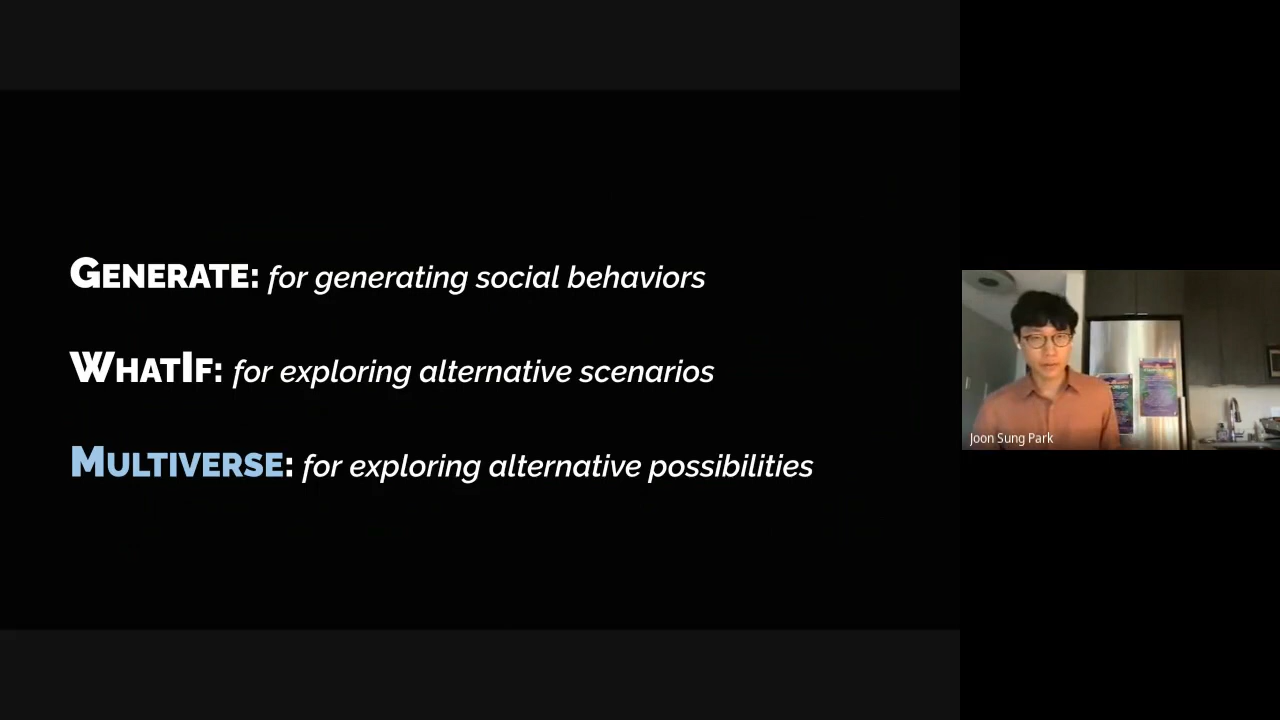 GENERATE: for generating social behaviors
WHATIF: for exploring alternative scenarios
MULTIVERSE: for exploring alternative possibilities
Joon Sung Park